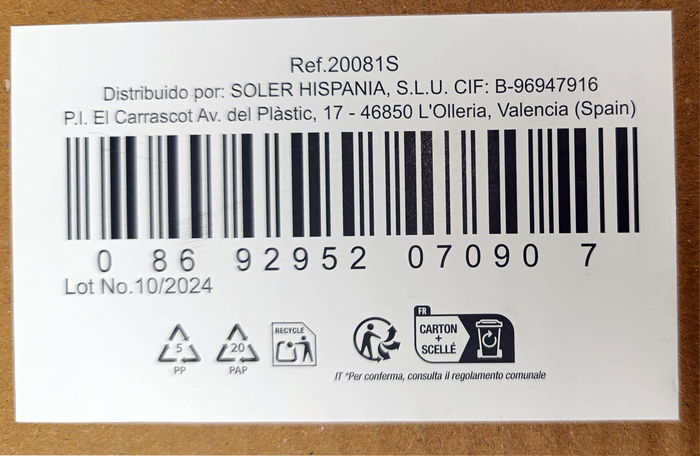 Ref.20081S
Distribuido por: SOLER HISPANIA, S.L.U. CIF: B-96947916
P.I. El Carrascot Av. del Plàstic, 17 - 46850 L'Olleria, Valencia (Spain)
0 86 92952 07090 7
Lot No.10/2024
5
PP
20
PAP
RECYCLE
FR
CARTON
+
SCELLÉ
IT *Per conferma, consulta il regolamento comunale